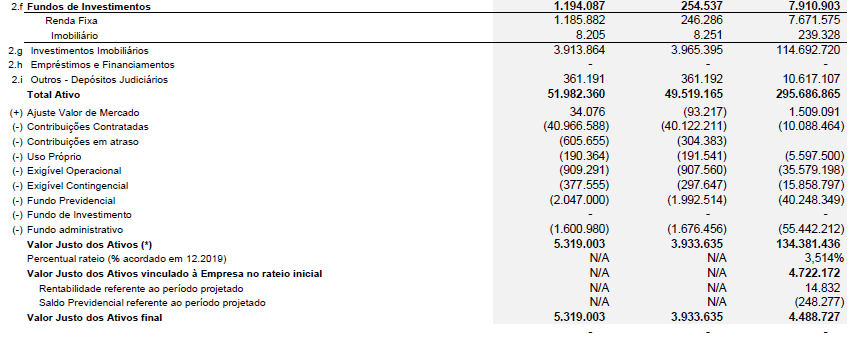 2.f Fundos de Investimentos 1.194.087 254.537 7.910.903
Renda Fixa 1.185.882 246.286 7.671.575
Imobiliário 8.205 8.251 239.328
2.g Investimentos Imobiliários 3.913.864 3.965.395 114.692.720
2.h Empréstimos e Financiamentos - - -
2.i Outros - Depósitos Judiciários 361.191 361.192 10.617.107
Total Ativo 51.982.360 49.519.165 295.686.865
(+) Ajuste Valor de Mercado 34.076 (93.217) 1.509.091
(-) Contribuições Contratadas (40.966.588) (40.122.211) (10.088.464)
(-) Contribuições em atraso (605.655) (304.383)
(-) Uso Próprio (190.364) (191.541) (5.597.500)
(-) Exigível Operacional (909.291) (907.560) (35.579.198)
(-) Exigível Contingencial (377.555) (297.647) (15.858.797)
(-) Fundo Previdencial (2.047.000) (1.992.514) (40.248.349)
(-) Fundo de Investimento - - -
(-) Fundo administrativo (1.600.980) (1.676.456) (55.442.212)
Valor Justo dos Ativos (*) 5.319.003 3.933.635 134.381.436
Percentual rateio (% acordado em 12.2019) N/A N/A 3,514%
Valor Justo dos Ativos vinculado à Empresa no rateio inicial N/A N/A 4.722.172
Rentabilidade referente ao período projetado N/A N/A 14.832
Saldo Previdencial referente ao período projetado N/A N/A (248.277)
Valor Justo dos Ativos final 5.319.003 3.933.635 4.488.727
- - -